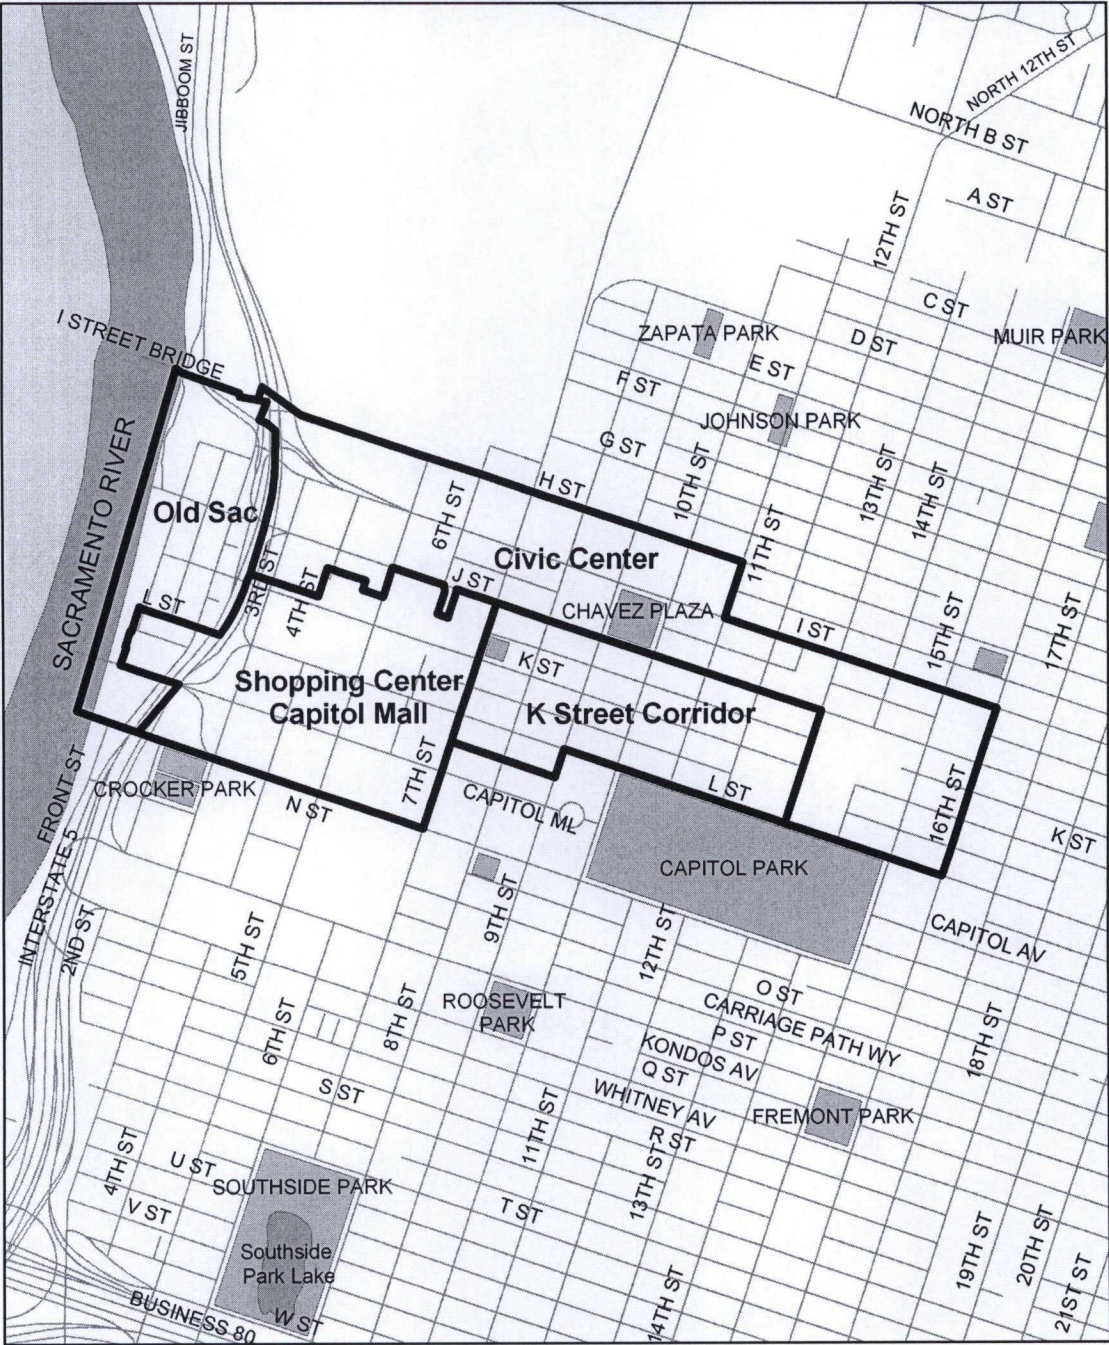 JIBBOOM ST
NORTH 12TH ST
NORTH B ST
A ST
12TH ST
C ST
I STREET BRIDGE
ZAPATA PARK
D ST
MUIR PARK
E ST
F ST
JOHNSON PARK
G ST
SACRAMENTO RIVER
10TH ST
13TH ST
14TH ST
H ST
6TH ST
11TH ST
Old Sac
Civic Center
J ST
3RD ST
4TH ST
L ST
CHAVEZ PLAZA
I ST
15TH ST
17TH ST
K ST
Shopping Center
Capitol Mall
K Street Corridor
7TH ST
FRONT ST
CROCKER PARK
N ST
CAPITOL ML
L ST
16TH ST
K ST
CAPITOL PARK
INTERSTATE 5
2ND ST
5TH ST
9TH ST
12TH ST
CAPITOL AV
6TH ST
8TH ST
ROOSEVELT
PARK
O ST
CARRIAGE PATH WY
P ST
KONDOS AV
Q ST
WHITNEY AV
18TH ST
S ST
FREMONT PARK
11TH ST
R ST
4TH ST
U ST
SOUTHSIDE PARK
13TH ST
V ST
T ST
Southside
Park Lake
19TH ST
20TH ST
21ST ST
BUSINESS 80
W ST
14TH ST